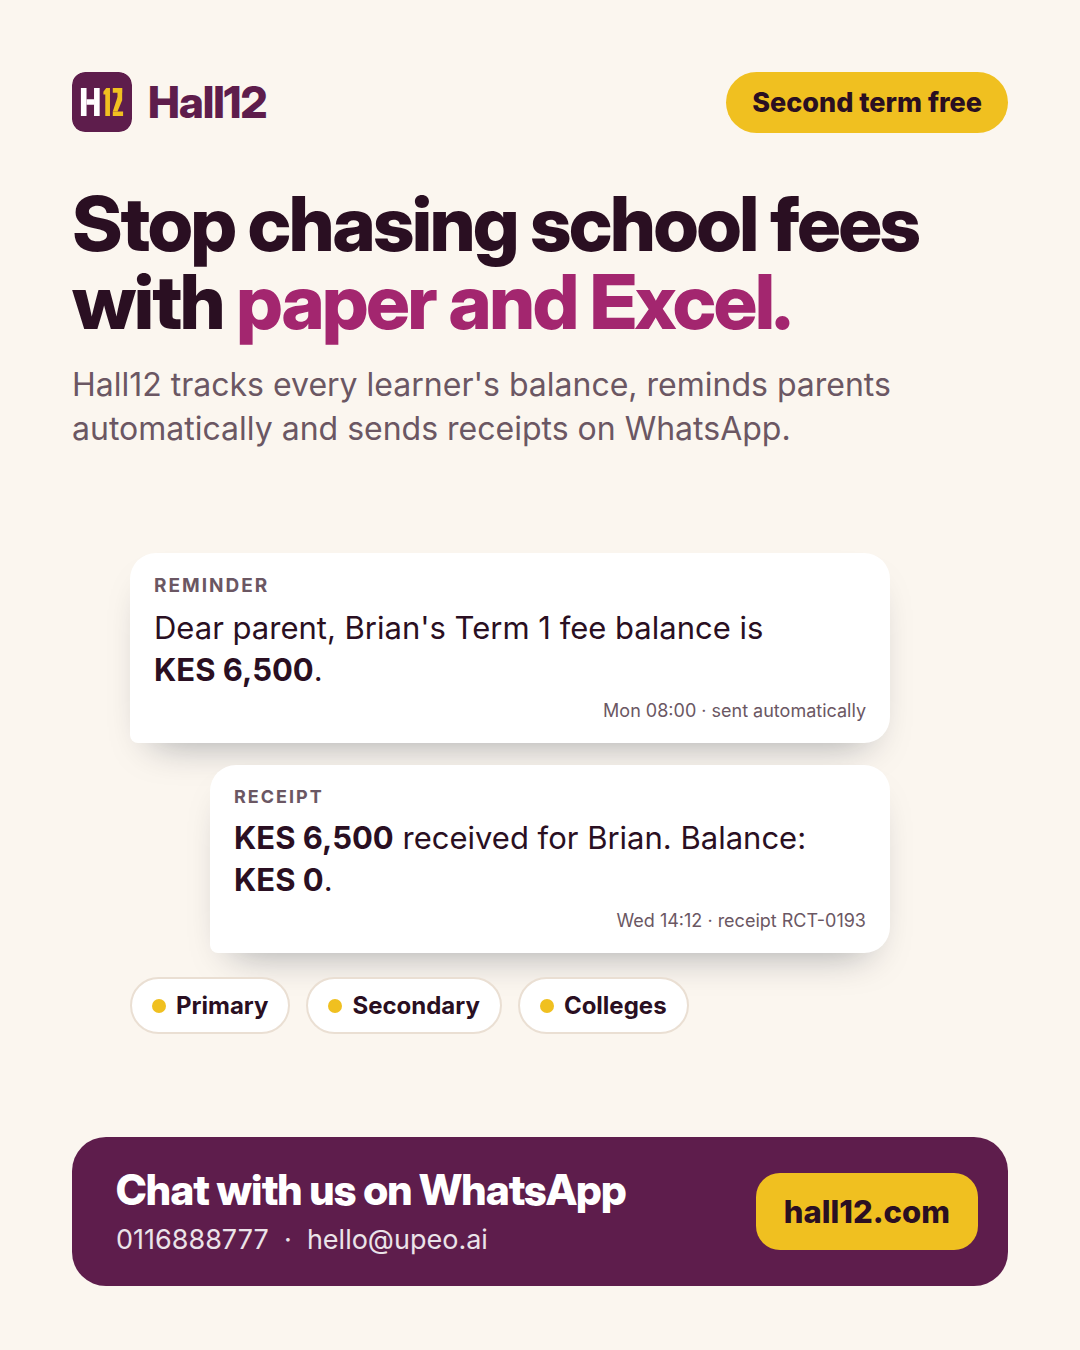 H12 Hall12
Second term free
Stop chasing school fees
with paper and Excel.
Hall12 tracks every learner's balance, reminds parents
automatically and sends receipts on WhatsApp.
REMINDER
Dear parent, Brian's Term 1 fee balance is
KES 6,500.
Mon 08:00 · sent automatically
RECEIPT
KES 6,500 received for Brian. Balance:
KES 0.
Wed 14:12 · receipt RCT-0193
Primary
Secondary
Colleges
Chat with us on WhatsApp
0116888777 · hello@upeo.ai
hall12.com